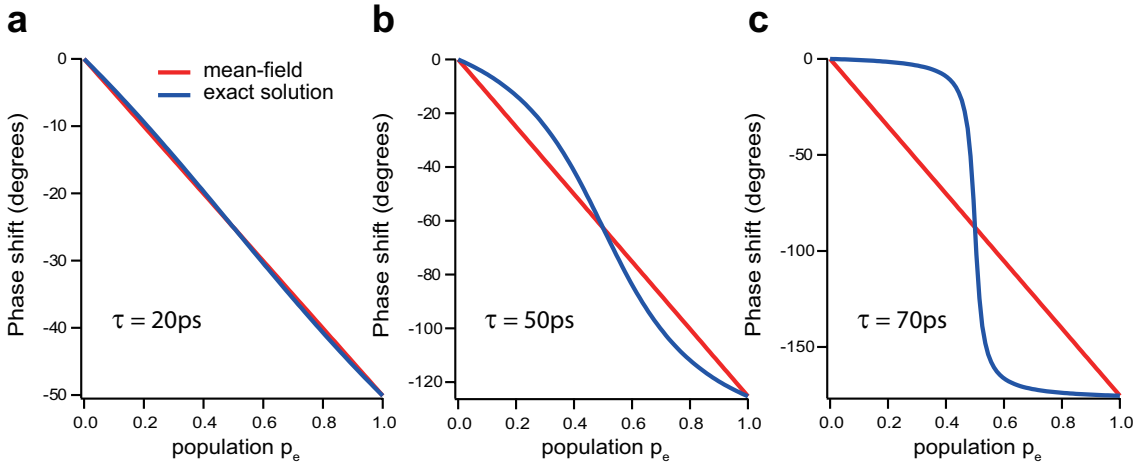 a
0
-10
-20
-30
-40
-50
Phase shift (degrees)
mean-field
exact solution
τ = 20ps
0.0 0.2 0.4 0.6 0.8 1.0
population pₑ
b
0
-20
-40
-60
-80
-100
-120
Phase shift (degrees)
τ = 50ps
0.0 0.2 0.4 0.6 0.8 1.0
population pₑ
c
0
-50
-100
-150
Phase shift (degrees)
τ = 70ps
0.0 0.2 0.4 0.6 0.8 1.0
population pₑ